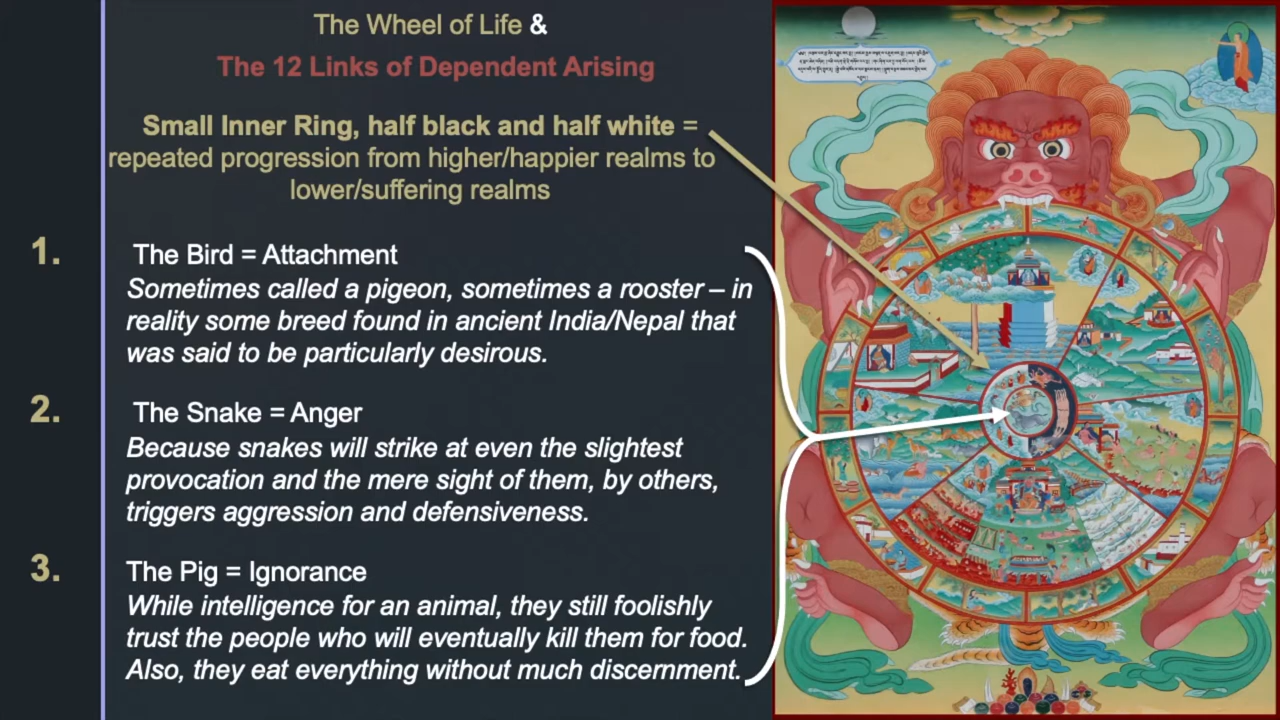 The Wheel of Life &
The 12 Links of Dependent Arising
Small Inner Ring, half black and half white =
repeated progression from higher/happier realms to
lower/suffering realms
1.
The Bird = Attachment
Sometimes called a pigeon, sometimes a rooster – in
reality some breed found in ancient India/Nepal that
was said to be particularly desirous.
2.
The Snake = Anger
Because snakes will strike at even the slightest
provocation and the mere sight of them, by others,
triggers aggression and defensiveness.
3.
The Pig = Ignorance
While intelligence for an animal, they still foolishly
trust the people who will eventually kill them for food.
Also, they eat everything without much discernment.